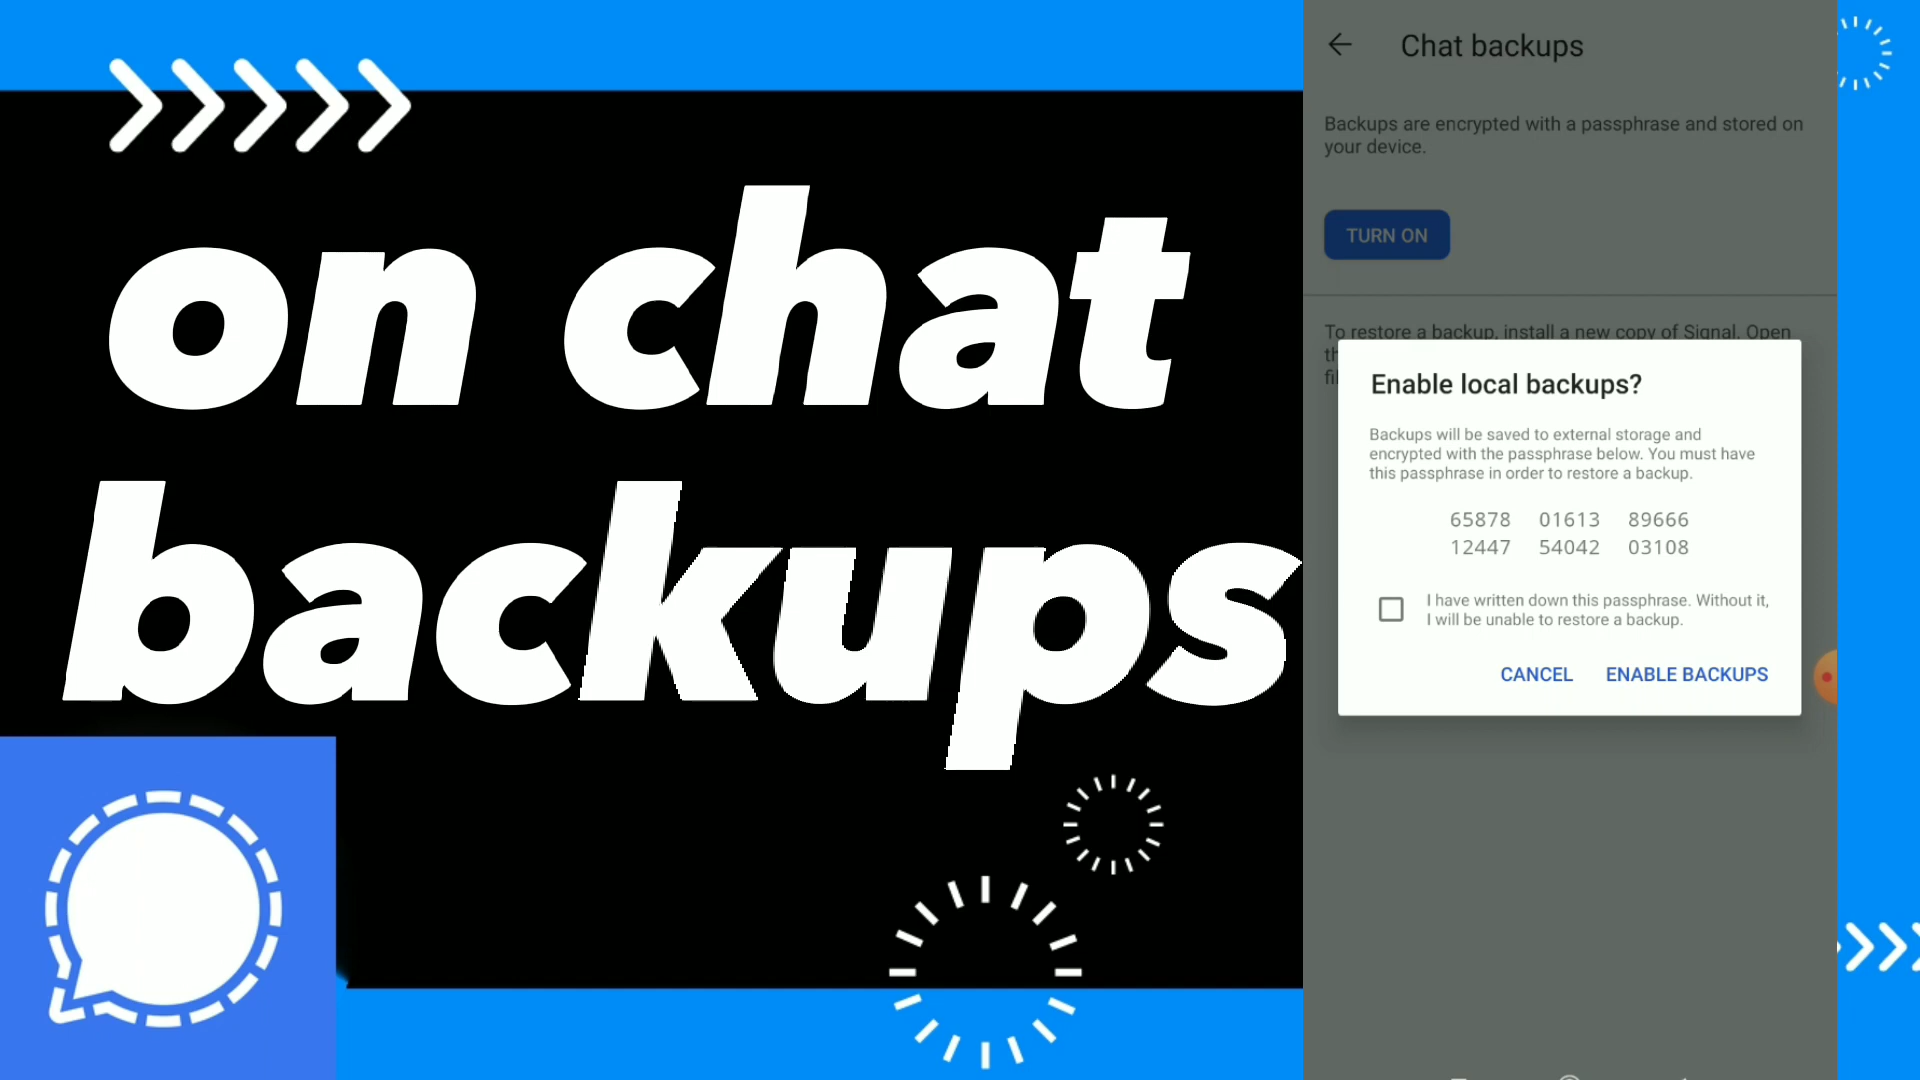 on chat
backups
Chat backups
Backups are encrypted with a passphrase and stored on
your device.
TURN ON
To restore a backup, install a new copy of Signal. Open
Enable local backups?
Backups will be saved to external storage and
encrypted with the passphrase below. You must have
this passphrase in order to restore a backup.
65878 01613 89666
12447 54042 03108
I have written down this passphrase. Without it,
I will be unable to restore a backup.
CANCEL ENABLE BACKUPS